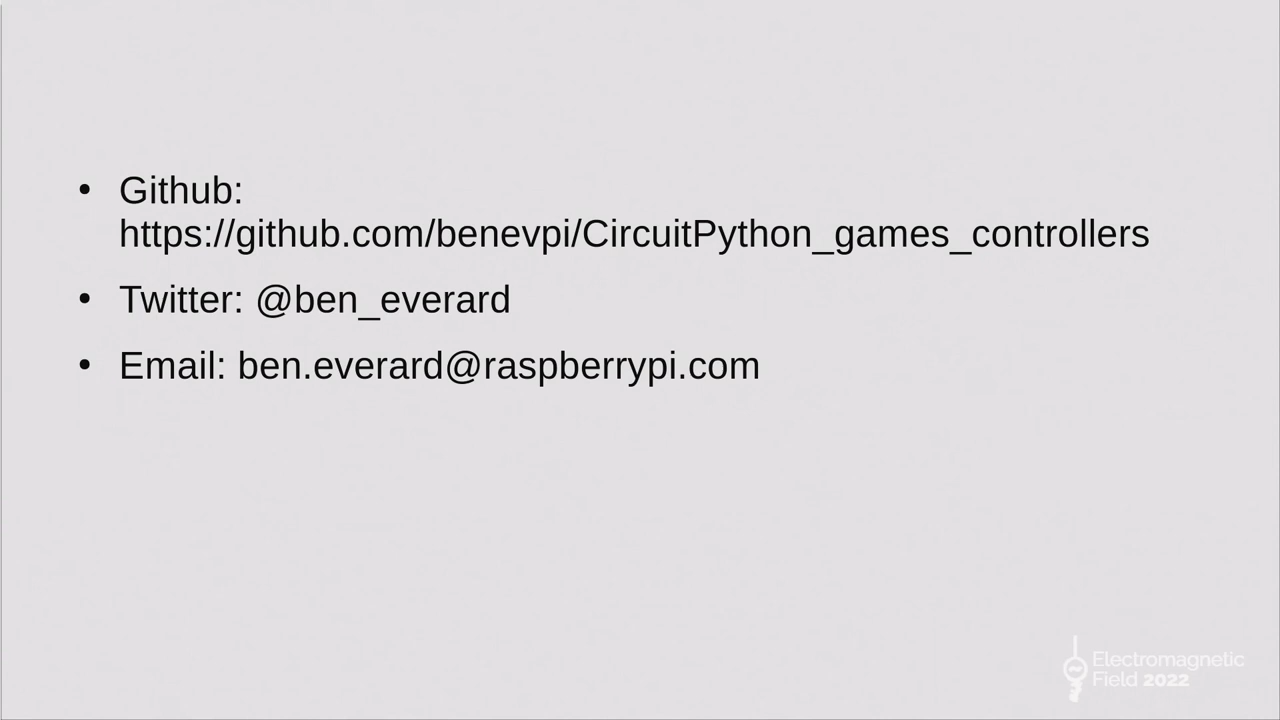 • Github:
https://github.com/benevpi/CircuitPython_games_controllers
• Twitter: @ben_everard
• Email: ben.everard@raspberrypi.com
Electromagnetic
Field 2022